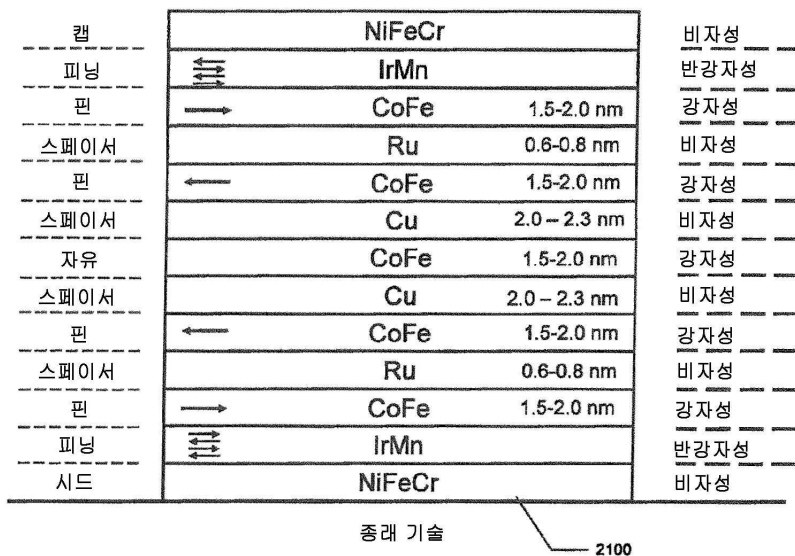 캡 NiFeCr 비자성
피닝 IrMn 반강자성
핀 CoFe 1.5-2.0 nm 강자성
스페이서 Ru 0.6-0.8 nm 비자성
핀 CoFe 1.5-2.0 nm 강자성
스페이서 Cu 2.0 – 2.3 nm 비자성
자유 CoFe 1.5-2.0 nm 강자성
스페이서 Cu 2.0 – 2.3 nm 비자성
핀 CoFe 1.5-2.0 nm 강자성
스페이서 Ru 0.6-0.8 nm 비자성
핀 CoFe 1.5-2.0 nm 강자성
피닝 IrMn 반강자성
시드 NiFeCr 비자성
종래 기술
2100